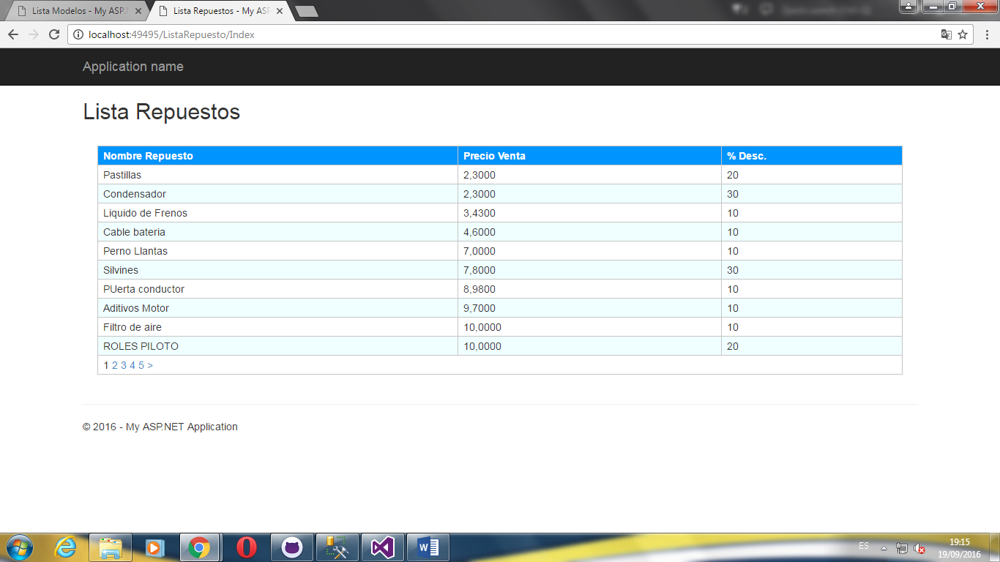 Lista Modelos - My ASP.N
Lista Repuestos - My ASP
localhost:49495/ListaRepuesto/Index
Application name
Lista Repuestos
Nombre Repuesto Precio Venta % Desc.
Pastillas 2,3000 20
Condensador 2,3000 30
Liquido de Frenos 3,4300 10
Cable bateria 4,6000 10
Perno Llantas 7,0000 10
Silvines 7,8000 30
PUerta conductor 8,9800 10
Aditivos Motor 9,7000 10
Filtro de aire 10,0000 10
ROLES PILOTO 10,0000 20
1 2 3 4 5 >
© 2016 - My ASP.NET Application
ES
19:15
19/09/2016